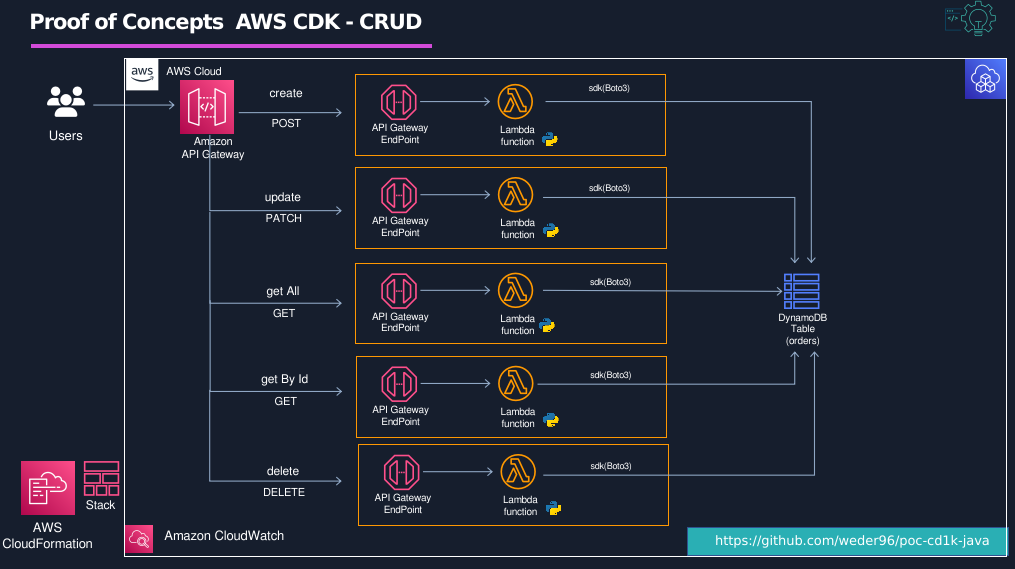 Proof of Concepts AWS CDK - CRUD
aws
AWS Cloud
Users
Amazon
API Gateway
create
POST
API Gateway
EndPoint
Lambda
function
sdk(Boto3)
update
PATCH
API Gateway
EndPoint
Lambda
function
sdk(Boto3)
get All
GET
API Gateway
EndPoint
Lambda
function
sdk(Boto3)
DynamoDB
Table
(orders)
get By Id
GET
API Gateway
EndPoint
Lambda
function
sdk(Boto3)
delete
DELETE
API Gateway
EndPoint
Lambda
function
sdk(Boto3)
Stack
AWS
CloudFormation
Amazon CloudWatch
https://github.com/weder96/poc-cd1k-java